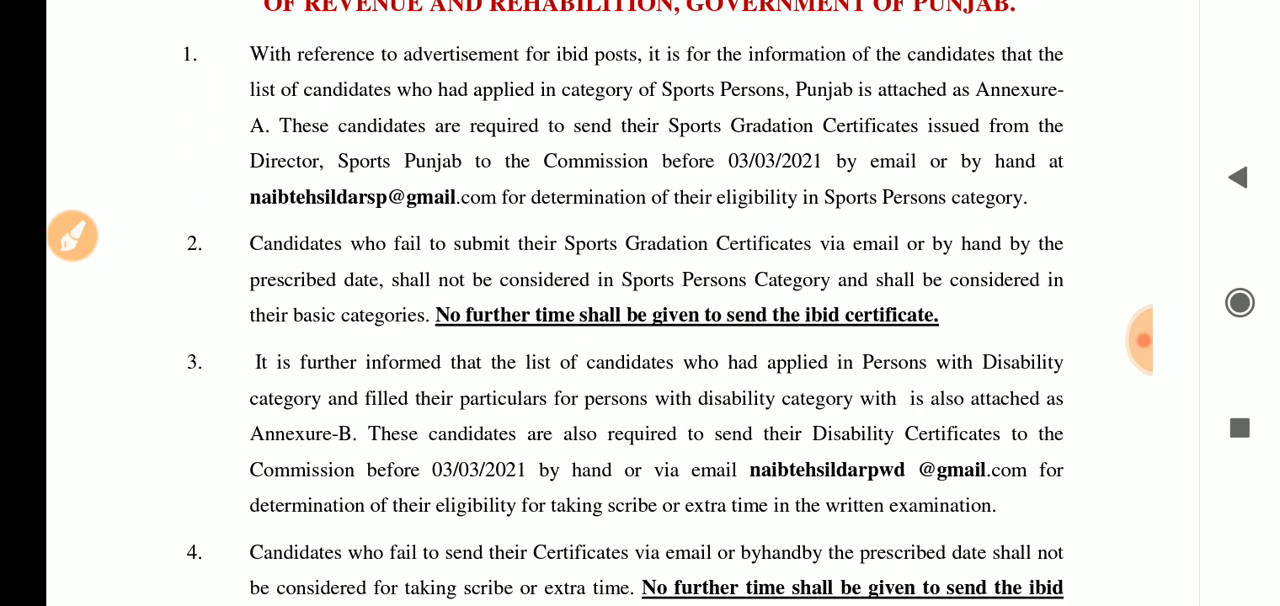 OF REVENUE AND REHABILITION, GOVERNMENT OF PUNJAB.
1. With reference to advertisement for ibid posts, it is for the information of the candidates that the
list of candidates who had applied in category of Sports Persons, Punjab is attached as Annexure-
A. These candidates are required to send their Sports Gradation Certificates issued from the
Director, Sports Punjab to the Commission before 03/03/2021 by email or by hand at
naibtehsildarsp@gmail.com for determination of their eligibility in Sports Persons category.
2. Candidates who fail to submit their Sports Gradation Certificates via email or by hand by the
prescribed date, shall not be considered in Sports Persons Category and shall be considered in
their basic categories. No further time shall be given to send the ibid certificate.
3. It is further informed that the list of candidates who had applied in Persons with Disability
category and filled their particulars for persons with disability category with is also attached as
Annexure-B. These candidates are also required to send their Disability Certificates to the
Commission before 03/03/2021 by hand or via email naibtehsildarpwd @gmail.com for
determination of their eligibility for taking scribe or extra time in the written examination.
4. Candidates who fail to send their Certificates via email or byhandby the prescribed date shall not
be considered for taking scribe or extra time. No further time shall be given to send the ibid